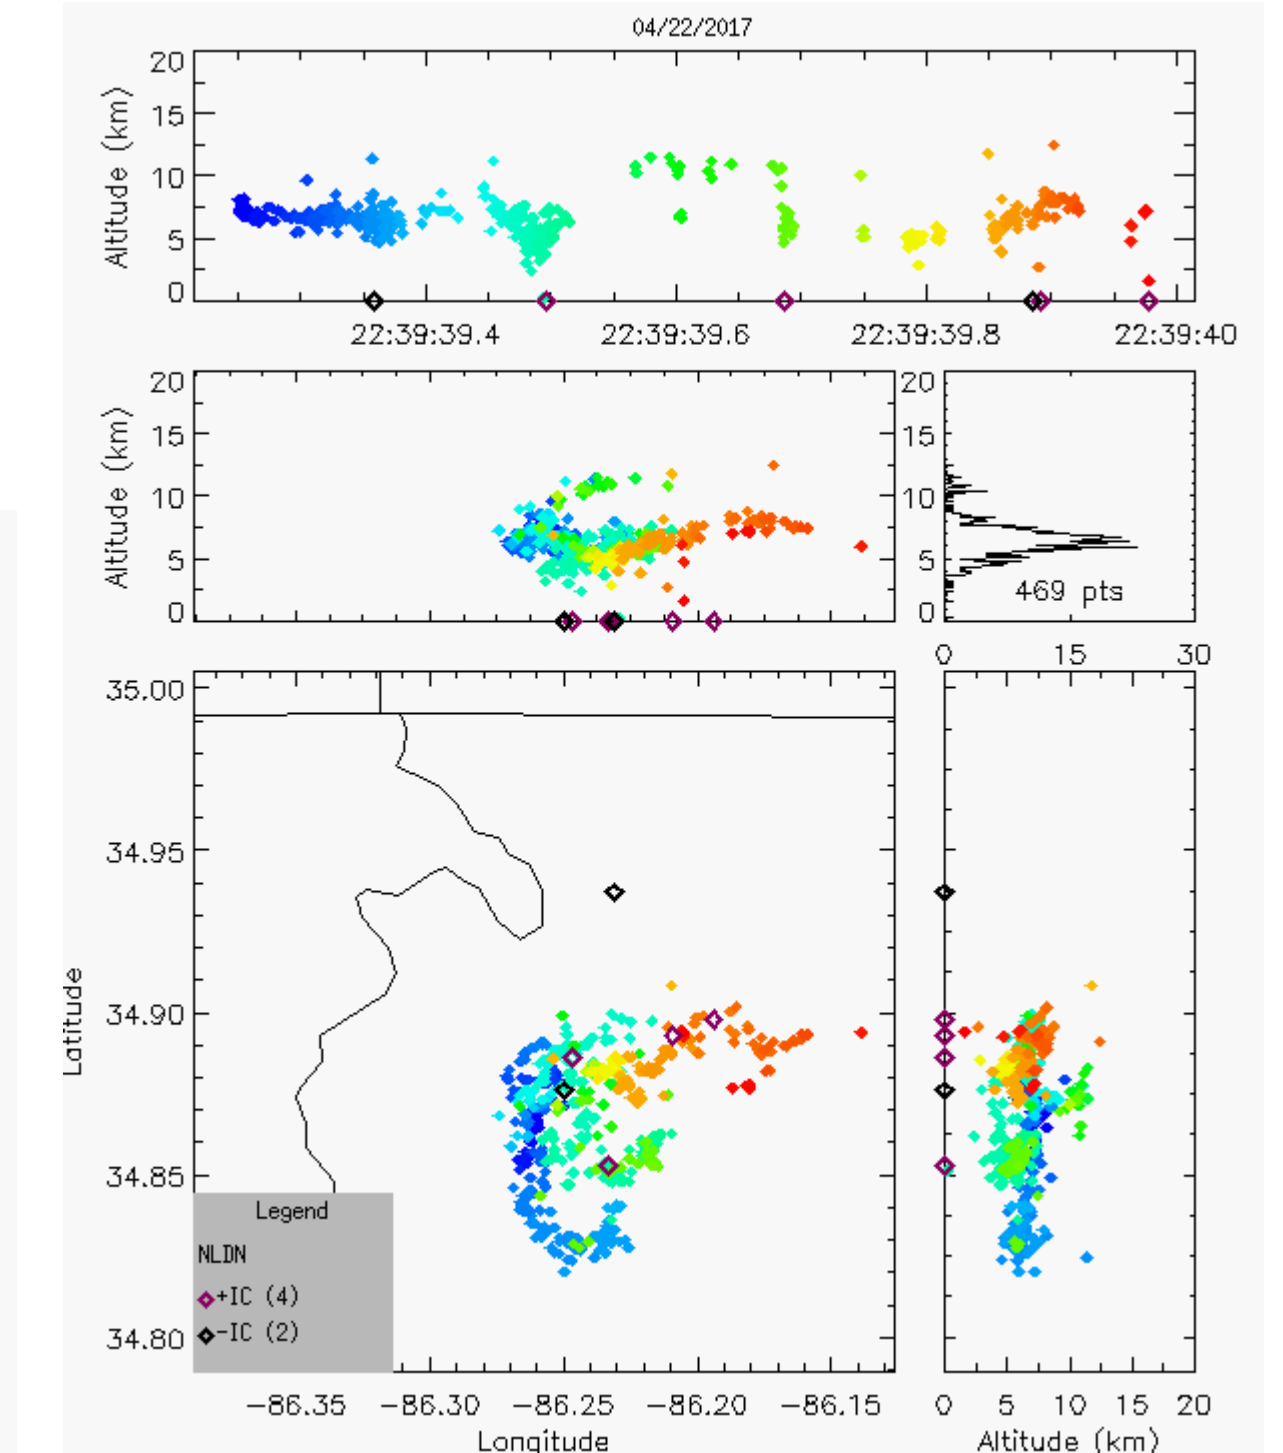 04/22/2017
20
15
10
5
0
Altitude (km)
22:39:39.4 22:39:39.6 22:39:39.8 22:39:40
20
15
10
5
0
Altitude (km)
20
15
10
5
0
469 pts
0 15 30
35.00
34.95
34.90
34.85
34.80
Latitude
Legend
NLDN
+IC (4)
-IC (2)
−86.35 −86.30 −86.25 −86.20 −86.15
Longitude
0 5 10 15 20
Altitude (km)